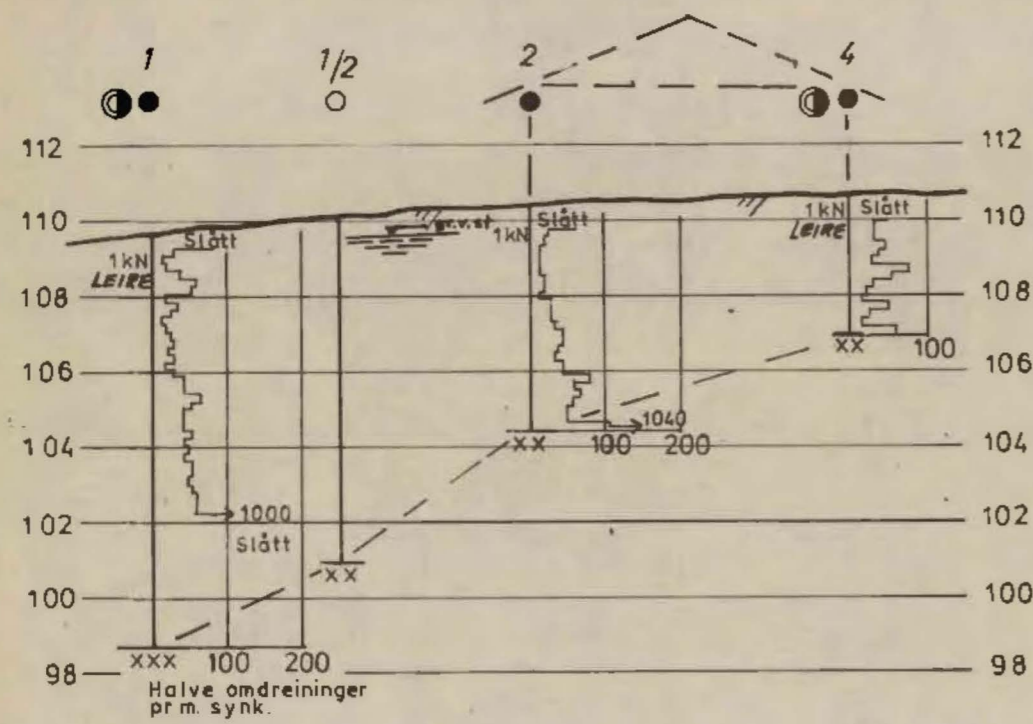 1 1/2 2 4
112 112
110 Slått gr.v.st 1kN Slått 1kN Slått 110
1kN LEIRE
LEIRE
108 108
106 XX 100 106
1040
104 XX 100 200 104
1000
102 102
Slått
XX
100 100
XXX 100 200
98 98
Halve omdreininger
pr m. synk.